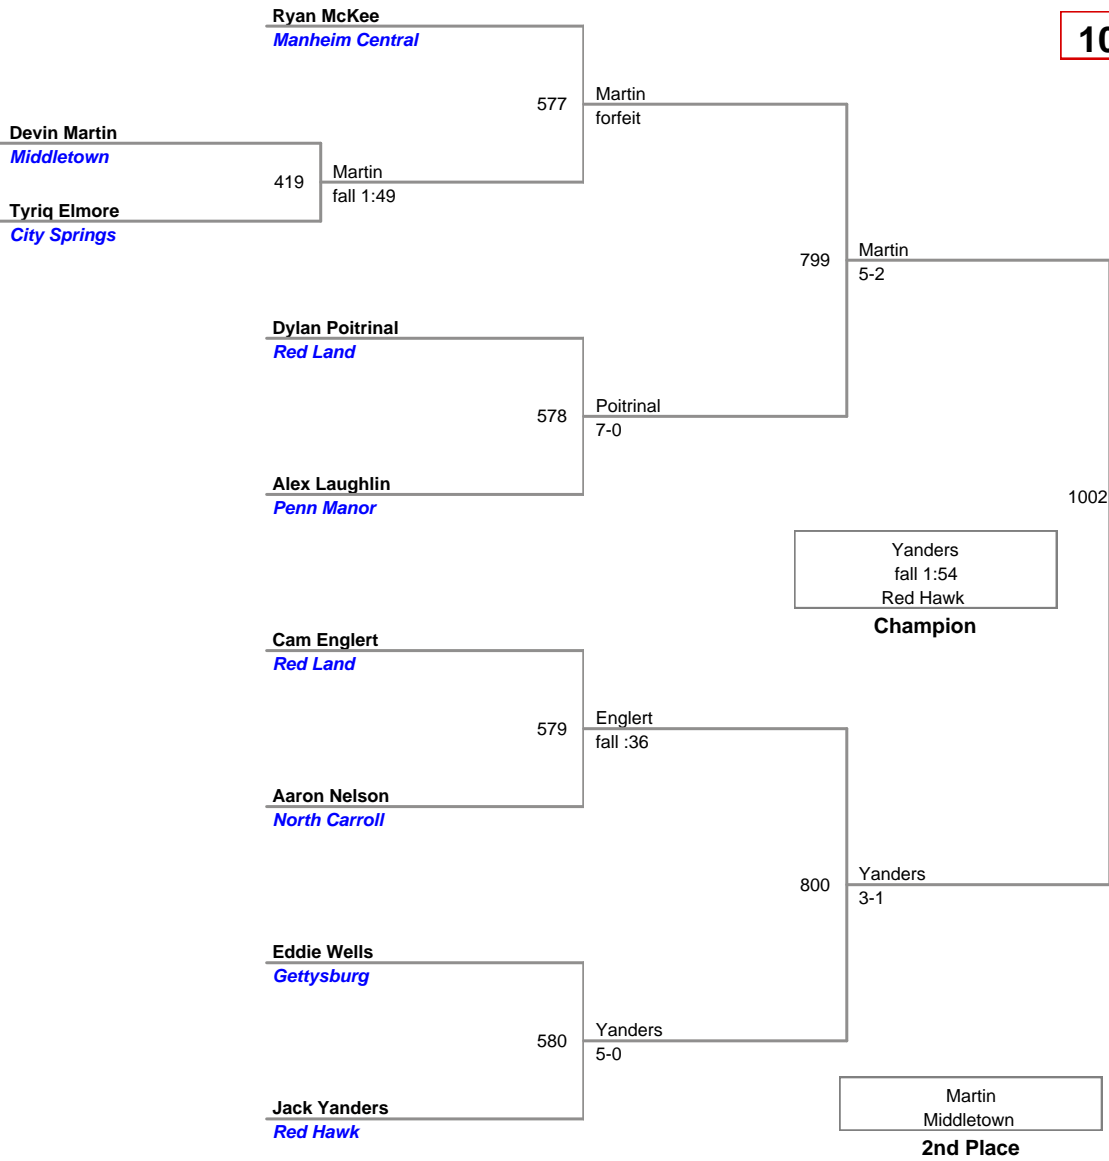 Ryan McKee
Manheim Central
10
577
Martin
forfeit
Devin Martin
Middletown
419
Martin
fall 1:49
Tyriq Elmore
City Springs
799
Martin
5-2
Dylan Poitrinal
Red Land
578
Poitrinal
7-0
Alex Laughlin
Penn Manor
1002
Yanders
fall 1:54
Red Hawk
Champion
Cam Englert
Red Land
579
Englert
fall :36
Aaron Nelson
North Carroll
800
Yanders
3-1
Eddie Wells
Gettysburg
580
Yanders
5-0
Jack Yanders
Red Hawk
Martin
Middletown
2nd Place